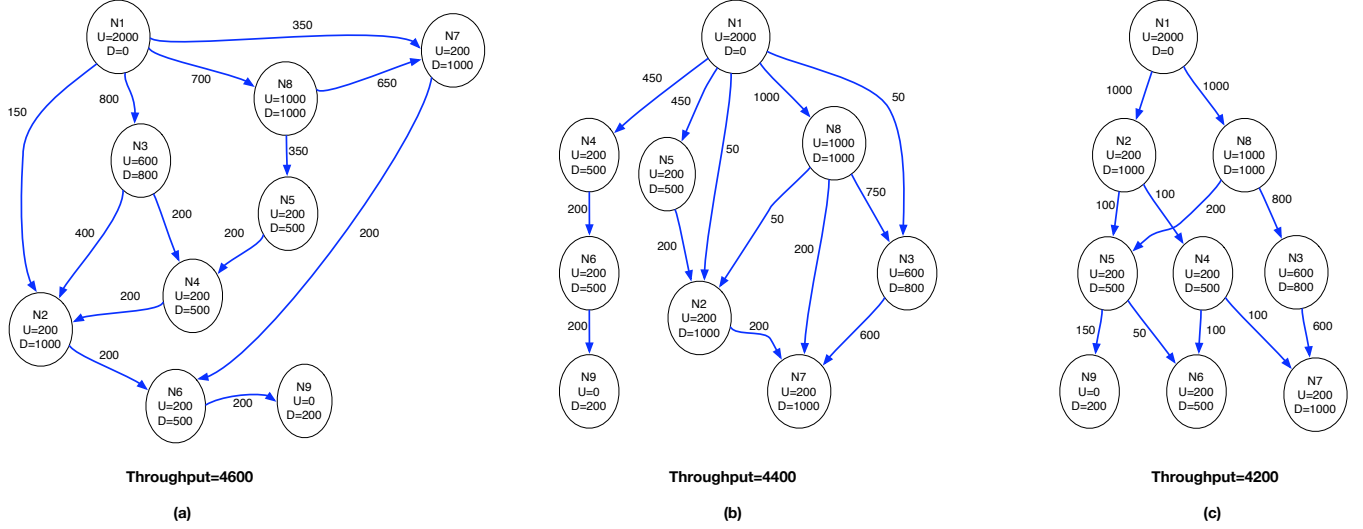 N1
U=2000
D=0
350
N7
U=200
D=1000
700
N8
U=1000
D=1000
650
150
800
N3
U=600
D=800
350
N5
U=200
D=500
200
400
200
200
N4
U=200
D=500
200
N2
U=200
D=1000
200
N6
U=200
D=500
200
N9
U=0
D=200
Throughput=4600
(a)
N1
U=2000
D=0
450
450
1000
50
N4
U=200
D=500
N5
U=200
D=500
50
N8
U=1000
D=1000
750
200
50
200
200
N6
U=200
D=500
N3
U=600
D=800
N2
U=200
D=1000
200
200
600
N9
U=0
D=200
N7
U=200
D=1000
Throughput=4400
(b)
N1
U=2000
D=0
1000
1000
N2
U=200
D=1000
N8
U=1000
D=1000
100
100
200
800
N5
U=200
D=500
N4
U=200
D=500
N3
U=600
D=800
150
50
100
100
600
N9
U=0
D=200
N6
U=200
D=500
N7
U=200
D=1000
Throughput=4200
(c)